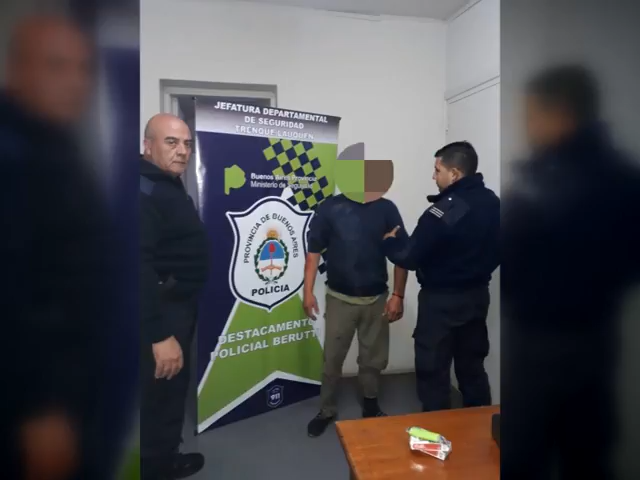 JEFATURA DEPARTAMENTAL
DE SEGURIDAD
TRENQUE LAUQUEN
Buenos Aires Provincia
Ministerio de Seguridad
PROVINCIA DE BUENOS AIRES
POLICIA
DESTACAMENTO
POLICIAL BERUTTI